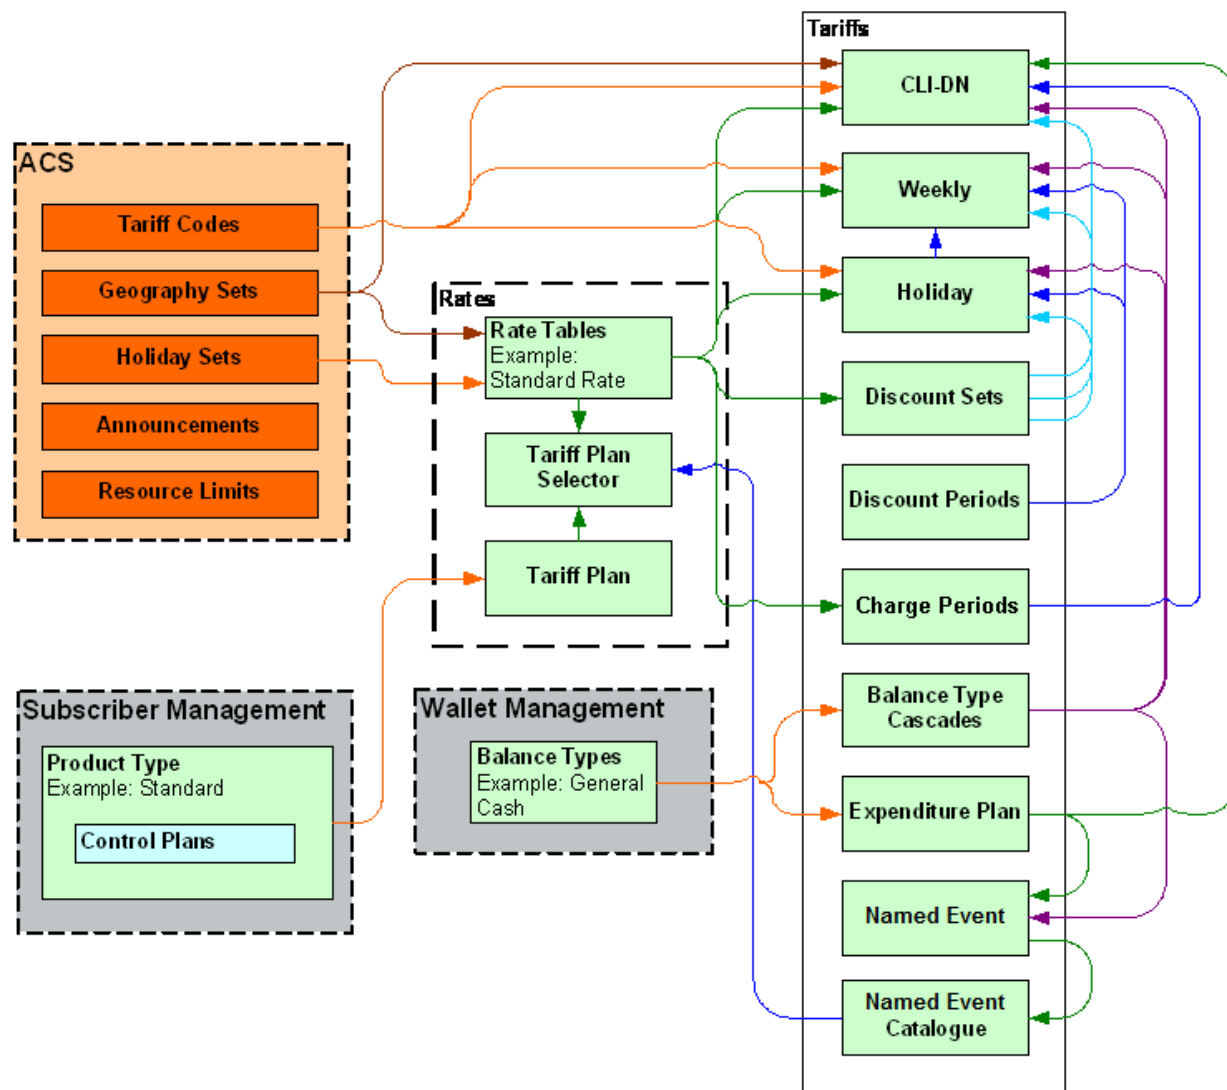 Tariffs
CLI-DN
Weekly
Holiday
Discount Sets
Discount Periods
Charge Periods
Balance Type
Cascades
Expenditure Plan
Named Event
Named Event
Catalogue
ACS
Tariff Codes
Geography Sets
Holiday Sets
Announcements
Resource Limits
Rates
Rate Tables
Example:
Standard Rate
Tariff Plan
Selector
Tariff Plan
Subscriber Management
Product Type
Example: Standard
Control Plans
Wallet Management
Balance Types
Example: General
Cash